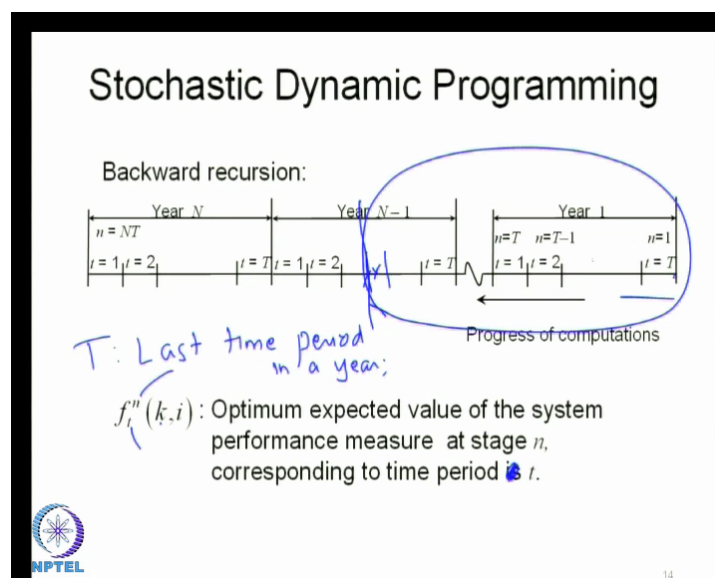 Stochastic Dynamic Programming
Backward recursion:
Year N Year N – 1 Year 1
n = NT n=T n=T–1 n=1
t = 1 t = 2 t = T t = 1 t = 2 t = T t = 1 t = 2 t = T
Progress of computations
T: Last time period
in a year;
f_t^n (k,i) : Optimum expected value of the system
performance measure at stage n,
corresponding to time period t.
NPTEL
14